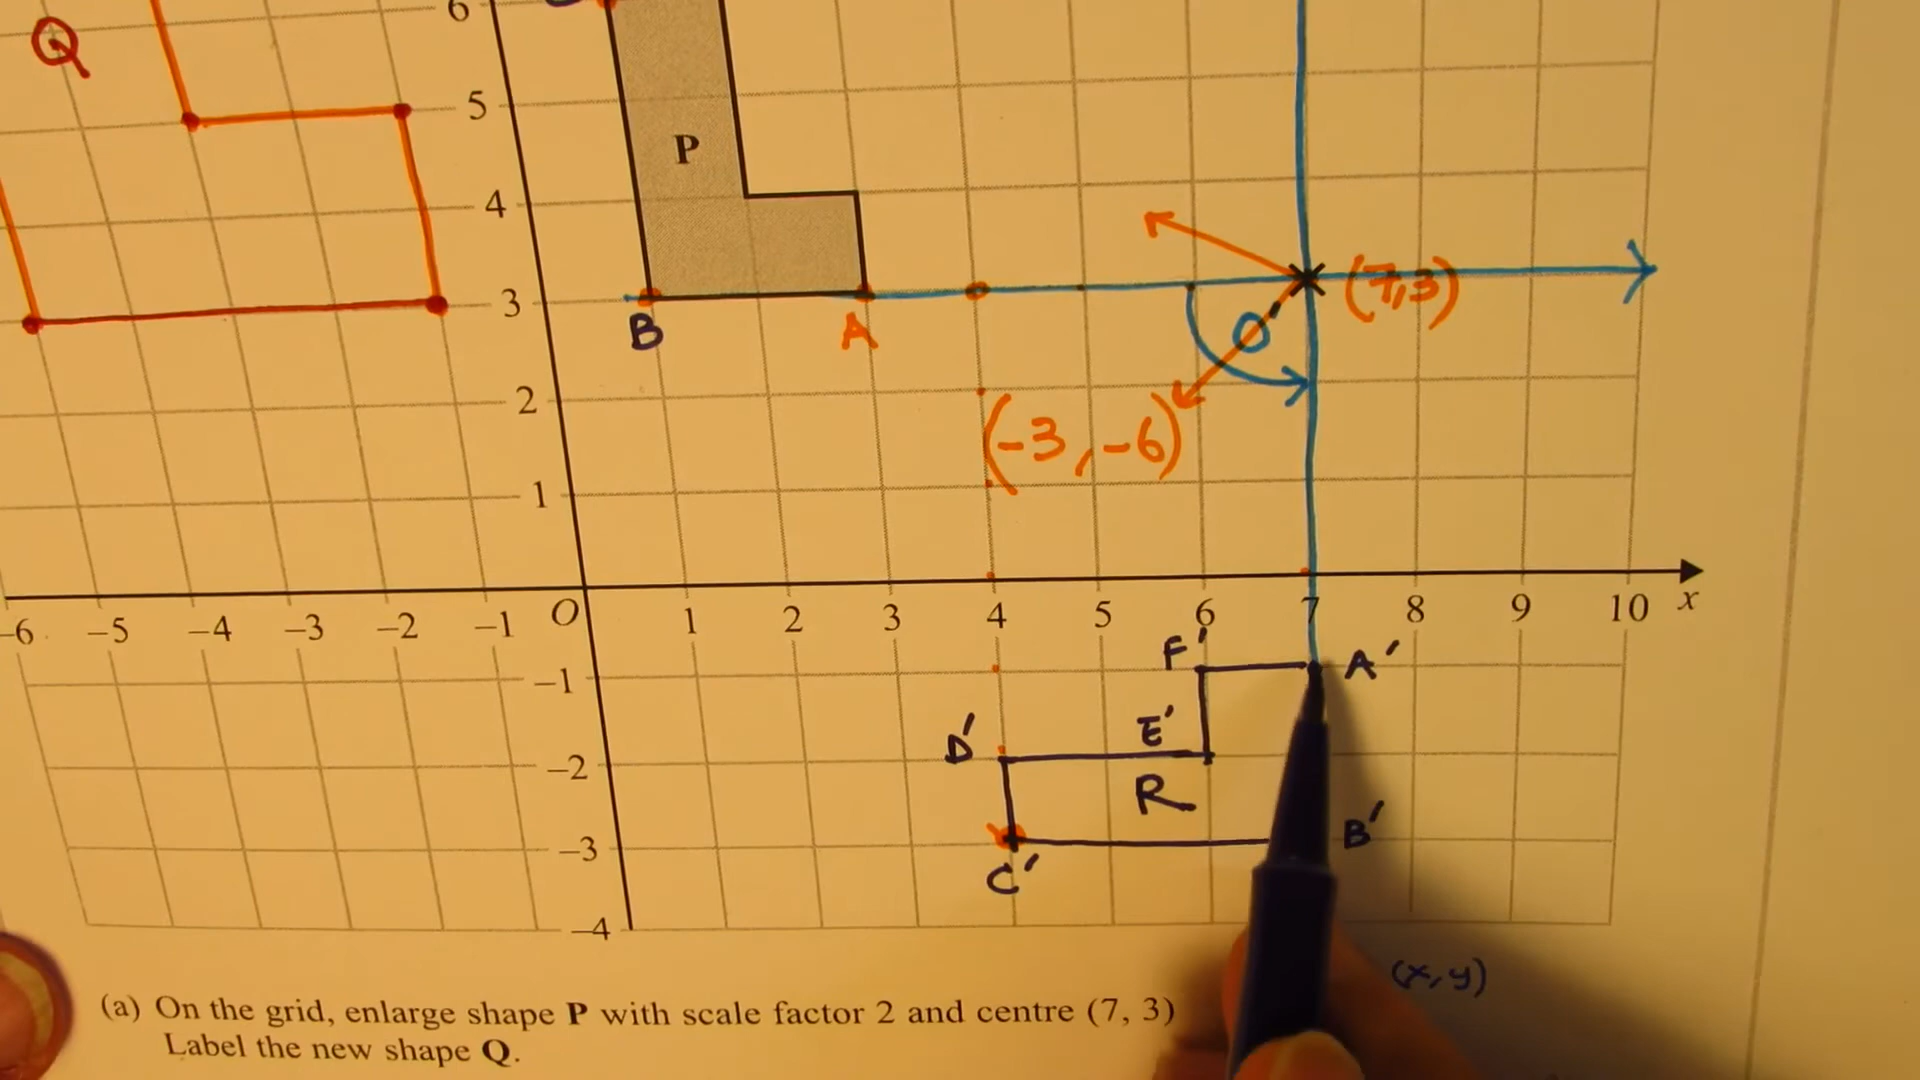 6
Q
5
P
4
(7,3)
3
B
A
O'
2
(-3,-6)
1
-6 -5 -4 -3 -2 -1 O 1 2 3 4 5 6 7 8 9 10 x
-1
F' A'
D' E'
-2
R
-3
B'
C'
-4
(x,y)
(a) On the grid, enlarge shape P with scale factor 2 and centre (7, 3)
Label the new shape Q.